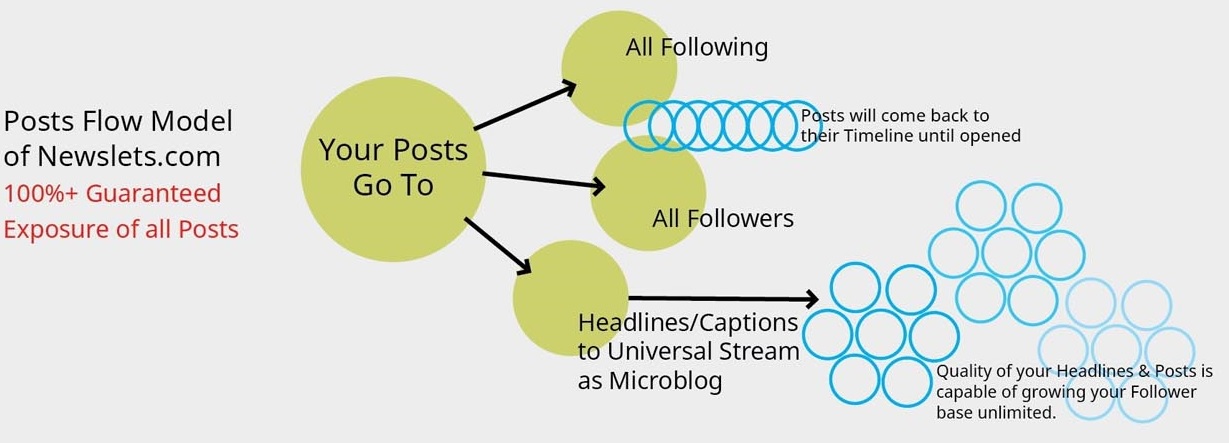 Posts Flow Model
of Newslets.com
100%+ Guaranteed
Exposure of all Posts
Your Posts
Go To
All Following
Posts will come back to
their Timeline until opened
All Followers
Headlines/Captions
to Universal Stream
as Microblog
Quality of your Headlines & Posts is
capable of growing your Follower
base unlimited.